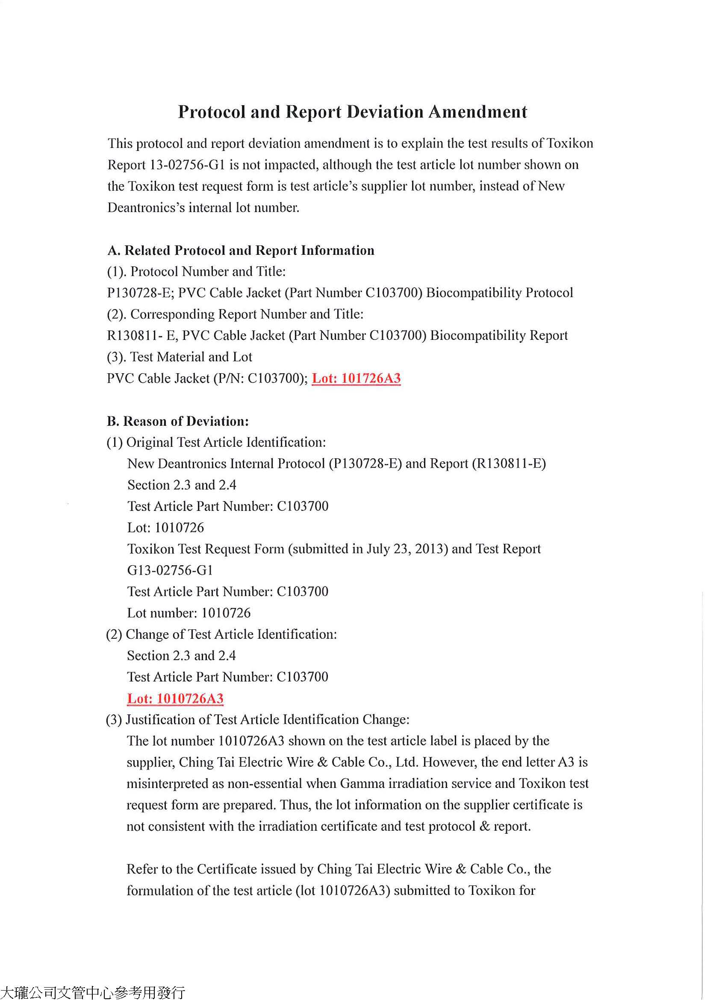 Protocol and Report Deviation Amendment
This protocol and report deviation amendment is to explain the test results of Toxikon
Report 13-02756-G1 is not impacted, although the test article lot number shown on
the Toxikon test request form is test article’s supplier lot number, instead of New
Deantronics’s internal lot number.
A. Related Protocol and Report Information
(1). Protocol Number and Title:
P130728-E; PVC Cable Jacket (Part Number C103700) Biocompatibility Protocol
(2). Corresponding Report Number and Title:
R130811- E, PVC Cable Jacket (Part Number C103700) Biocompatibility Report
(3). Test Material and Lot
PVC Cable Jacket (P/N: C103700); Lot: 101726A3
B. Reason of Deviation:
(1) Original Test Article Identification:
New Deantronics Internal Protocol (P130728-E) and Report (R130811-E)
Section 2.3 and 2.4
Test Article Part Number: C103700
Lot: 1010726
Toxikon Test Request Form (submitted in July 23, 2013) and Test Report
G13-02756-G1
Test Article Part Number: C103700
Lot number: 1010726
(2) Change of Test Article Identification:
Section 2.3 and 2.4
Test Article Part Number: C103700
Lot: 1010726A3
(3) Justification of Test Article Identification Change:
The lot number 1010726A3 shown on the test article label is placed by the
supplier, Ching Tai Electric Wire & Cable Co., Ltd. However, the end letter A3 is
misinterpreted as non-essential when Gamma irradiation service and Toxikon test
request form are prepared. Thus, the lot information on the supplier certificate is
not consistent with the irradiation certificate and test protocol & report.
Refer to the Certificate issued by Ching Tai Electric Wire & Cable Co., the
formulation of the test article (lot 1010726A3) submitted to Toxikon for
大瓏公司文管中心參考用發行